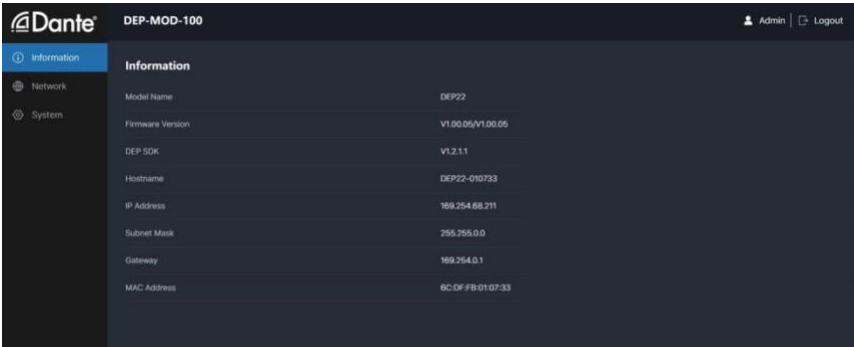 Dante®
DEP-MOD-100
Admin
Logout
Information
Network
System
Information
Model Name DEP22
Firmware Version V1.00.05/V1.00.05
DEP SDK V1.2.1.1
Hostname DEP22-010733
IP Address 169.254.68.211
Subnet Mask 255.255.0.0
Gateway 169.254.0.1
MAC Address 6C:DF:FB:01:07:33